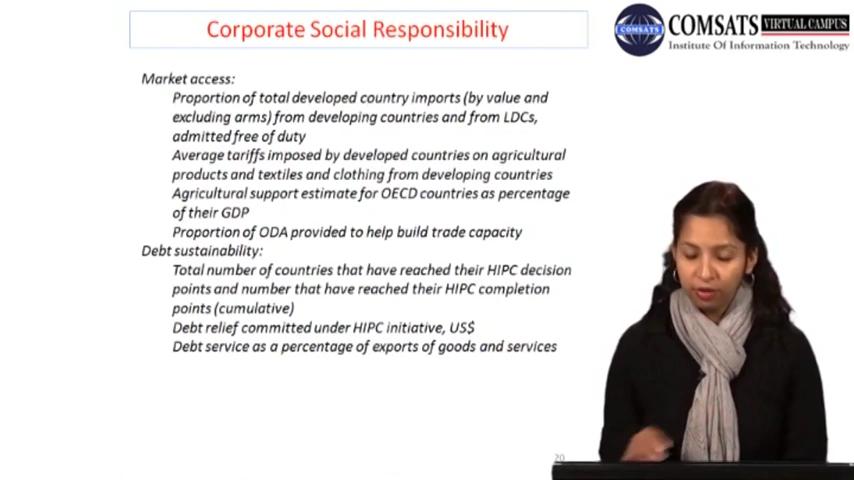 Corporate Social Responsibility
COMSATS
COMSATS VIRTUAL CAMPUS
Institute Of Information Technology
Market access:
Proportion of total developed country imports (by value and
excluding arms) from developing countries and from LDCs,
admitted free of duty
Average tariffs imposed by developed countries on agricultural
products and textiles and clothing from developing countries
Agricultural support estimate for OECD countries as percentage
of their GDP
Proportion of ODA provided to help build trade capacity
Debt sustainability:
Total number of countries that have reached their HIPC decision
points and number that have reached their HIPC completion
points (cumulative)
Debt relief committed under HIPC initiative, US$
Debt service as a percentage of exports of goods and services
20